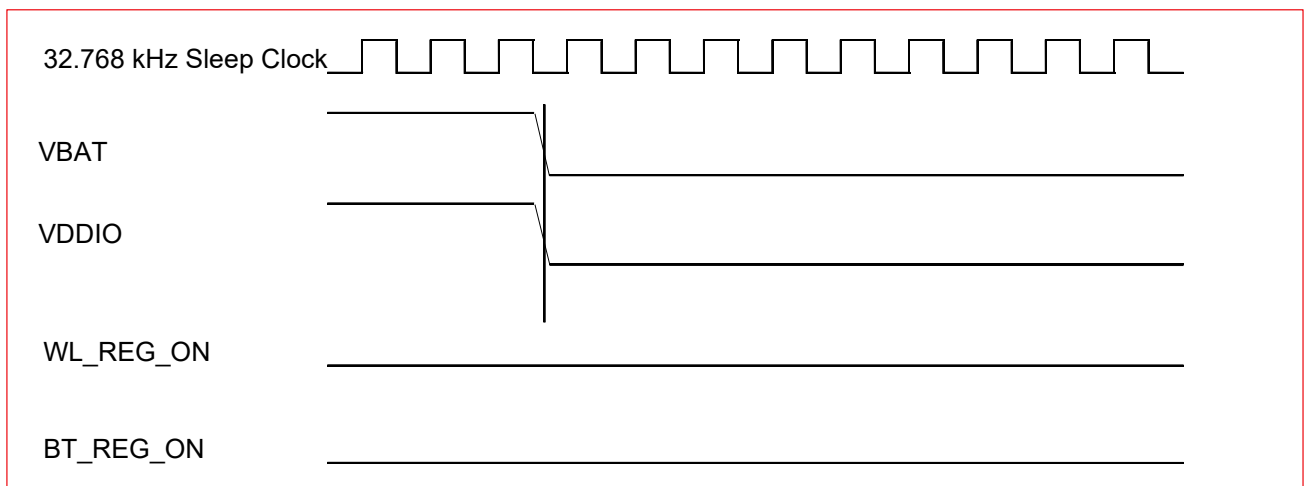 32.768 kHz Sleep Clock
VBAT
VDDIO
WL_REG_ON
BT_REG_ON